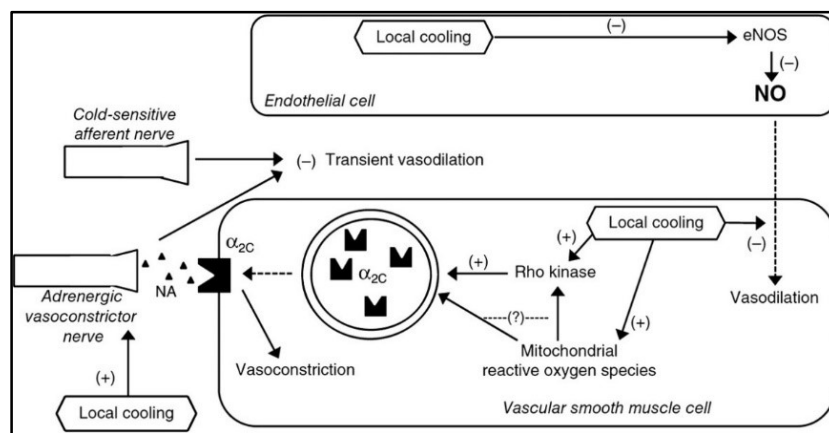 Local cooling
(–)
eNOS
(–)
NO
Endothelial cell
Cold-sensitive
afferent nerve
(–) Transient vasodilation
α2C
NA
Adrenergic
vasoconstrictor
nerve
(+)
Local cooling
Vasoconstriction
α2C
(+)
Rho kinase
(+)
Local cooling
(–)
(+)
(?)
Mitochondrial
reactive oxygen species
Vasodilation
Vascular smooth muscle cell